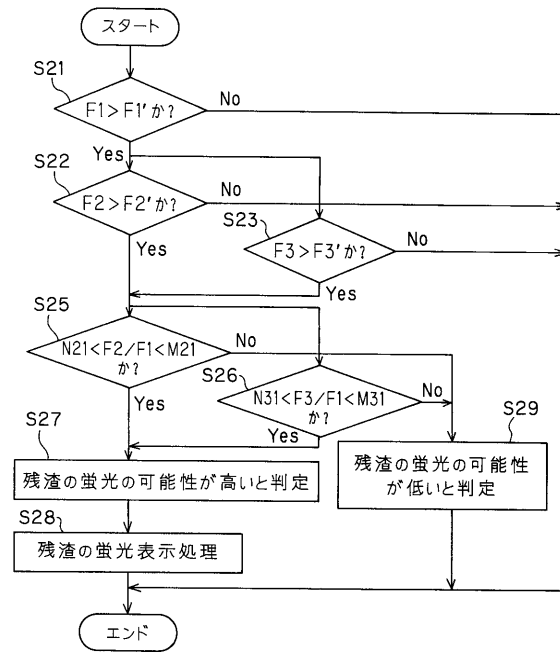 スタート
S21
F1>F1'か?
No
Yes
S22
F2>F2'か?
No
S23
F3>F3'か?
No
Yes
Yes
S25
N21<F2/F1<M21
か?
No
S26
N31<F3/F1<M31
か?
No
Yes
Yes
S27
残渣の蛍光の可能性が高いと判定
S29
残渣の蛍光の可能性
が低いと判定
S28
残渣の蛍光表示処理
エンド